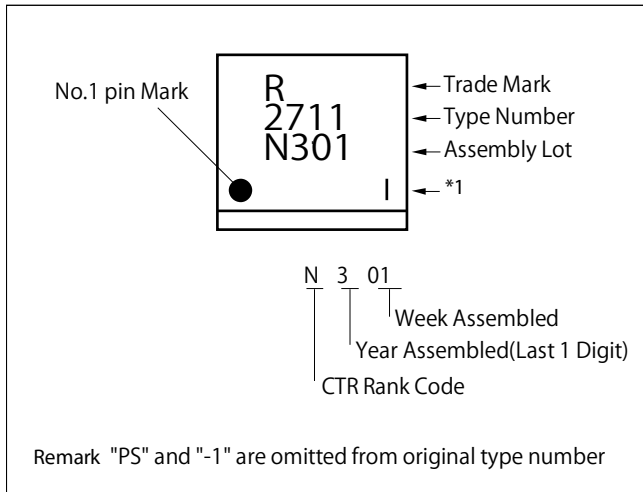 R
2711
N301
I
No.1 pin Mark
Trade Mark
Type Number
Assembly Lot
*1
N 3 01
Week Assembled
Year Assembled(Last 1 Digit)
CTR Rank Code
Remark "PS" and "-1" are omitted from original type number